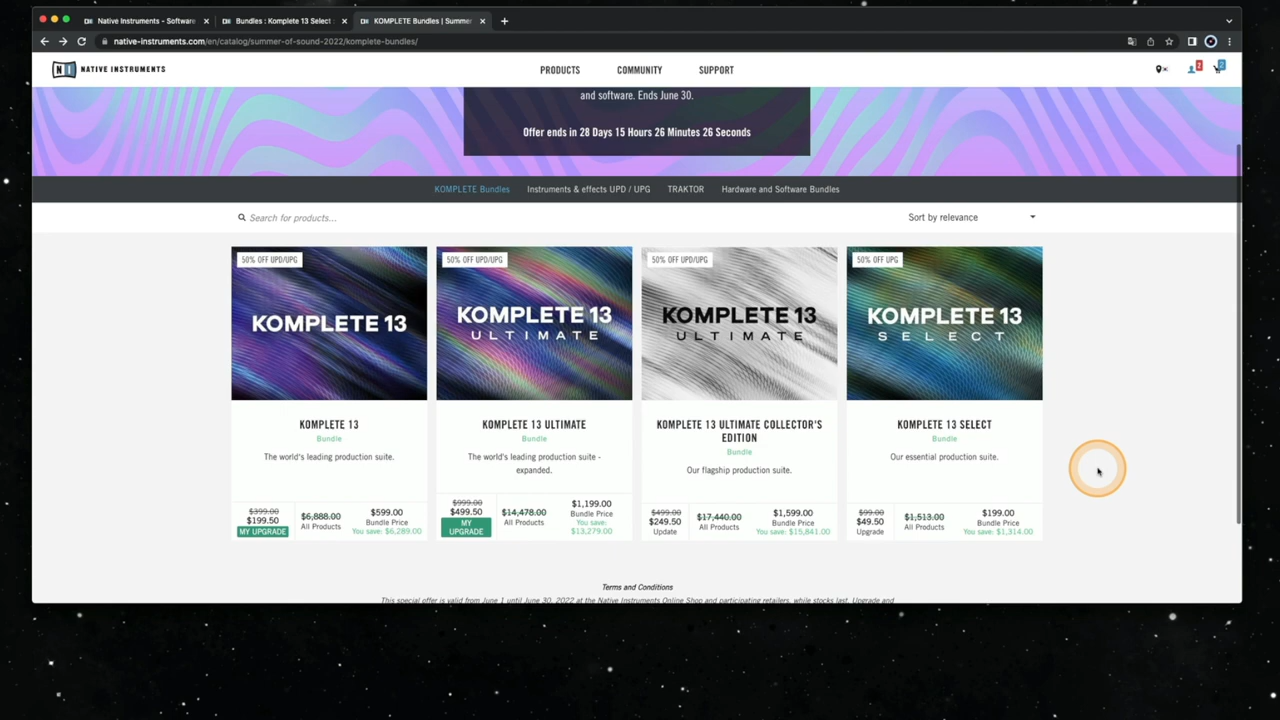 Native Instruments - Software
Bundles : Komplete 13 Select
KOMPLETE Bundles | Summer
native-instruments.com/en/catalog/summer-of-sound-2022/komplete-bundles/
NI NATIVE INSTRUMENTS
PRODUCTS
COMMUNITY
SUPPORT
2
2
and software. Ends June 30.
Offer ends in 28 Days 15 Hours 26 Minutes 26 Seconds
KOMPLETE Bundles
Instruments & effects UPD / UPG
TRAKTOR
Hardware and Software Bundles
Search for products...
Sort by relevance
50% OFF UPD/UPG
KOMPLETE 13
KOMPLETE 13
Bundle
The world's leading production suite.
$399.00
$199.50
MY UPGRADE
$6,888.00
All Products
$599.00
Bundle Price
You save: $6,289.00
50% OFF UPD/UPG
KOMPLETE 13
ULTIMATE
KOMPLETE 13 ULTIMATE
Bundle
The world's leading production suite -
expanded.
$999.00
$499.50
MY
UPGRADE
$14,478.00
All Products
$1,199.00
Bundle Price
You save:
$13,279.00
50% OFF UPD/UPG
KOMPLETE 13
ULTIMATE
KOMPLETE 13 ULTIMATE COLLECTOR'S
EDITION
Bundle
Our flagship production suite.
$499.00
$249.50
Update
$17,440.00
All Products
$1,599.00
Bundle Price
You save: $15,841.00
50% OFF UPG
KOMPLETE 13
SELECT
KOMPLETE 13 SELECT
Bundle
Our essential production suite.
$99.00
$49.50
Upgrade
$1,513.00
All Products
$199.00
Bundle Price
You save: $1,314.00
Terms and Conditions
This special offer is valid from June 1 until June 30, 2022 at the Native Instruments Online Shop and participating retailers, while stocks last. Upgrade and